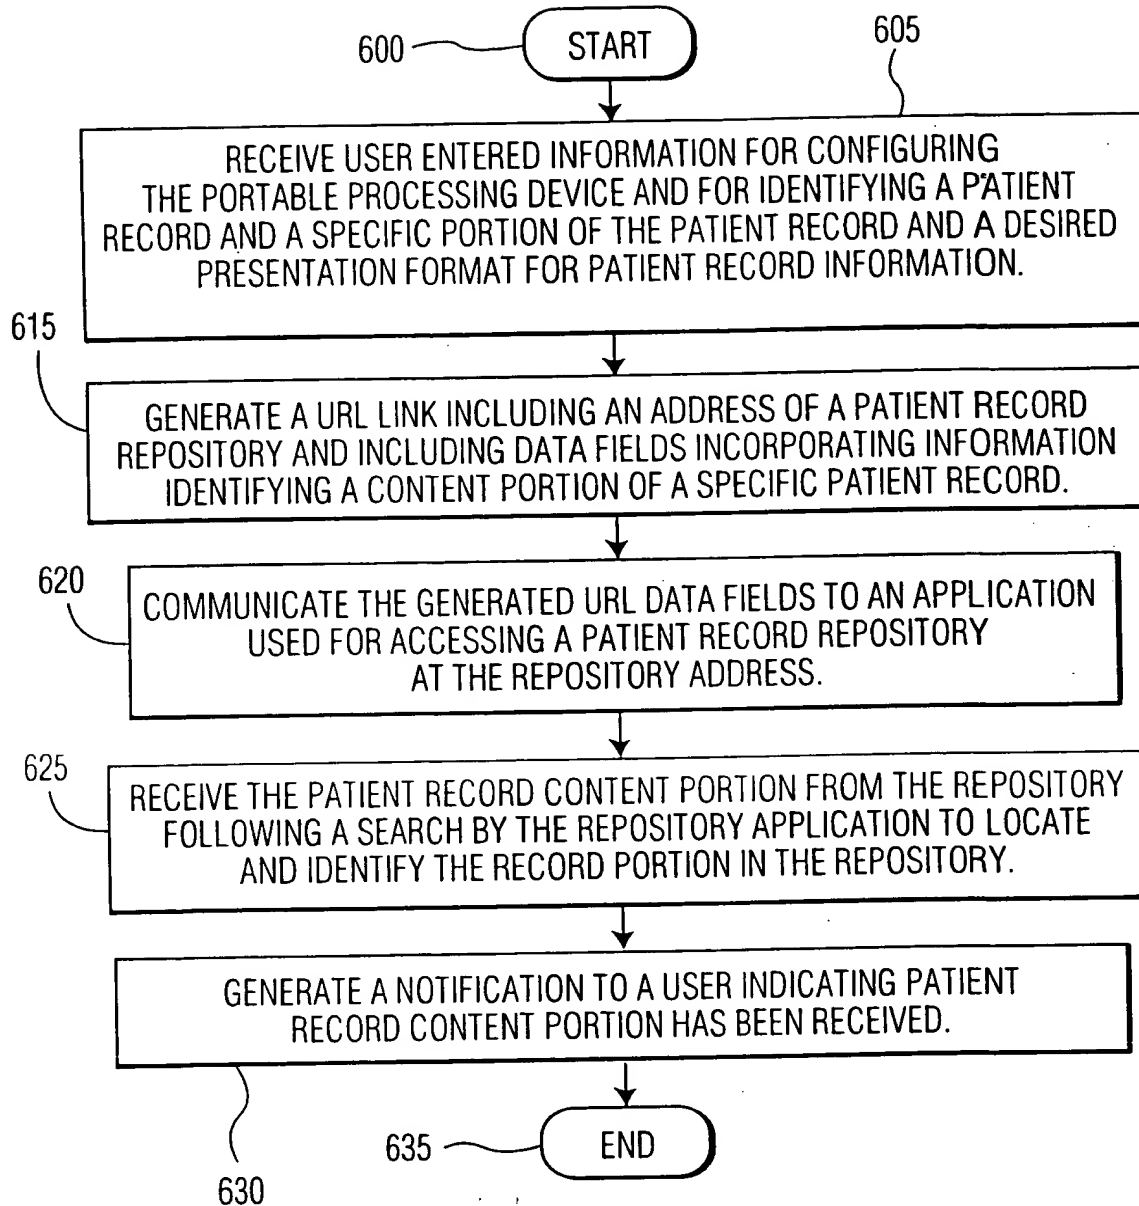 600
START
605
RECEIVE USER ENTERED INFORMATION FOR CONFIGURING
THE PORTABLE PROCESSING DEVICE AND FOR IDENTIFYING A PATIENT
RECORD AND A SPECIFIC PORTION OF THE PATIENT RECORD AND A DESIRED
PRESENTATION FORMAT FOR PATIENT RECORD INFORMATION.
615
GENERATE A URL LINK INCLUDING AN ADDRESS OF A PATIENT RECORD
REPOSITORY AND INCLUDING DATA FIELDS INCORPORATING INFORMATION
IDENTIFYING A CONTENT PORTION OF A SPECIFIC PATIENT RECORD.
620
COMMUNICATE THE GENERATED URL DATA FIELDS TO AN APPLICATION
USED FOR ACCESSING A PATIENT RECORD REPOSITORY
AT THE REPOSITORY ADDRESS.
625
RECEIVE THE PATIENT RECORD CONTENT PORTION FROM THE REPOSITORY
FOLLOWING A SEARCH BY THE REPOSITORY APPLICATION TO LOCATE
AND IDENTIFY THE RECORD PORTION IN THE REPOSITORY.
GENERATE A NOTIFICATION TO A USER INDICATING PATIENT
RECORD CONTENT PORTION HAS BEEN RECEIVED.
630
635
END